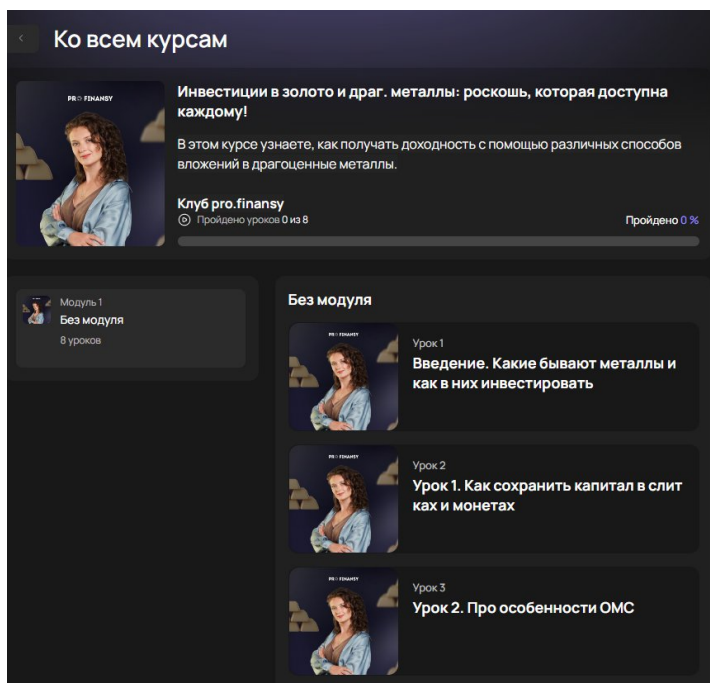 Ко всем курсам
PRO FINANSY
Инвестиции в золото и драг. металлы: роскошь, которая доступна
каждому!
В этом курсе узнаете, как получать доходность с помощью различных способов
вложений в драгоценные металлы.
Клуб pro.finansy
Пройдено уроков 0 из 8
Пройдено 0 %
Модуль 1
Без модуля
8 уроков
Без модуля
PRO FINANSY
Урок 1
Введение. Какие бывают металлы и
как в них инвестировать
PRO FINANSY
Урок 2
Урок 1. Как сохранить капитал в слит
ках и монетах
PRO FINANSY
Урок 3
Урок 2. Про особенности ОМС